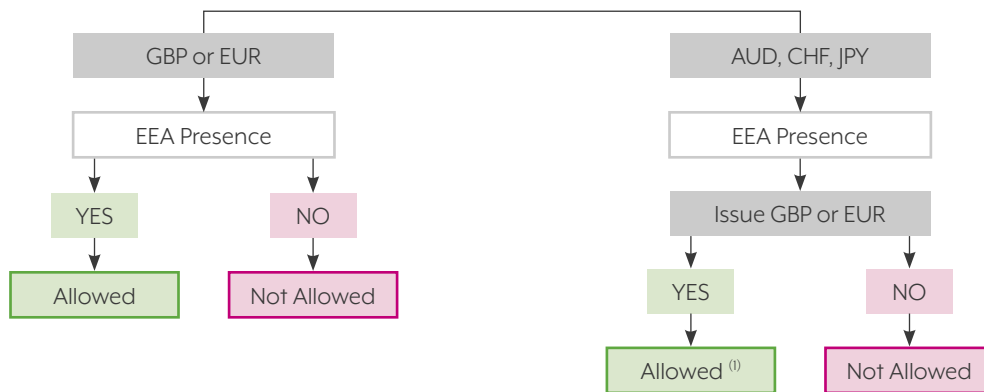 GBP or EUR
AUD, CHF, JPY
EEA Presence
EEA Presence
YES
NO
Issue GBP or EUR
Allowed
Not Allowed
YES
NO
Allowed (1)
Not Allowed